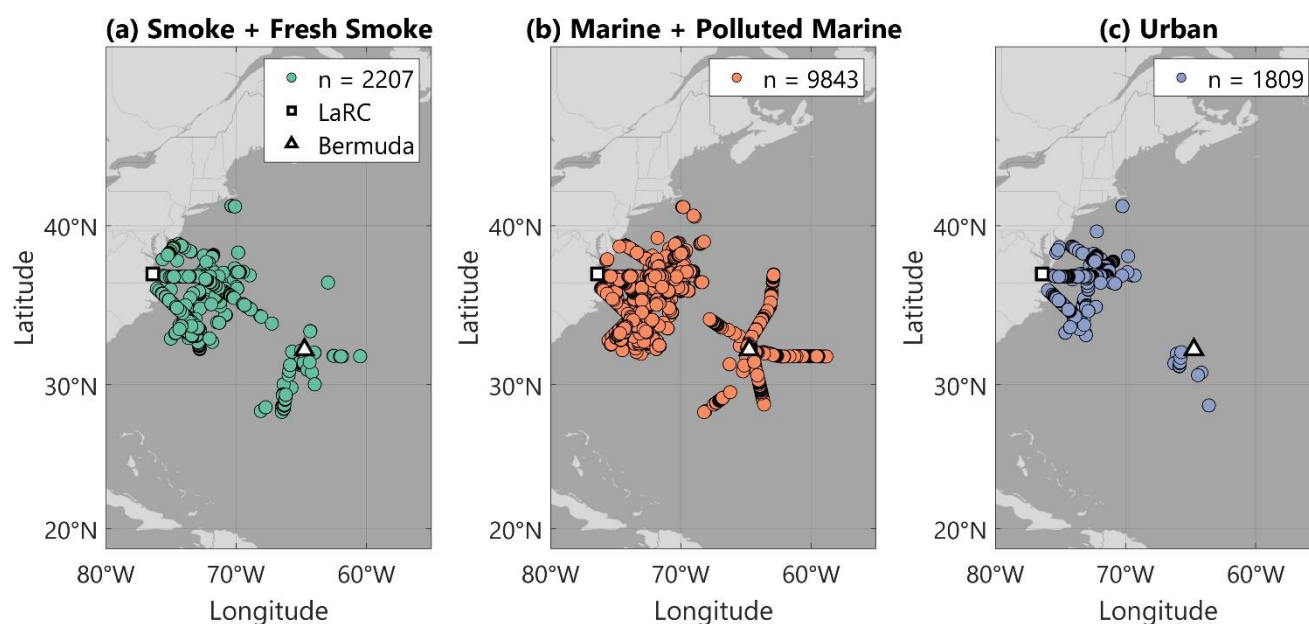 (a) Smoke + Fresh Smoke
n = 2207
LaRC
Bermuda
40°N
30°N
20°N
Latitude
80°W 70°W 60°W
Longitude
(b) Marine + Polluted Marine
n = 9843
40°N
30°N
20°N
Latitude
80°W 70°W 60°W
Longitude
(c) Urban
n = 1809
40°N
30°N
20°N
Latitude
80°W 70°W 60°W
Longitude